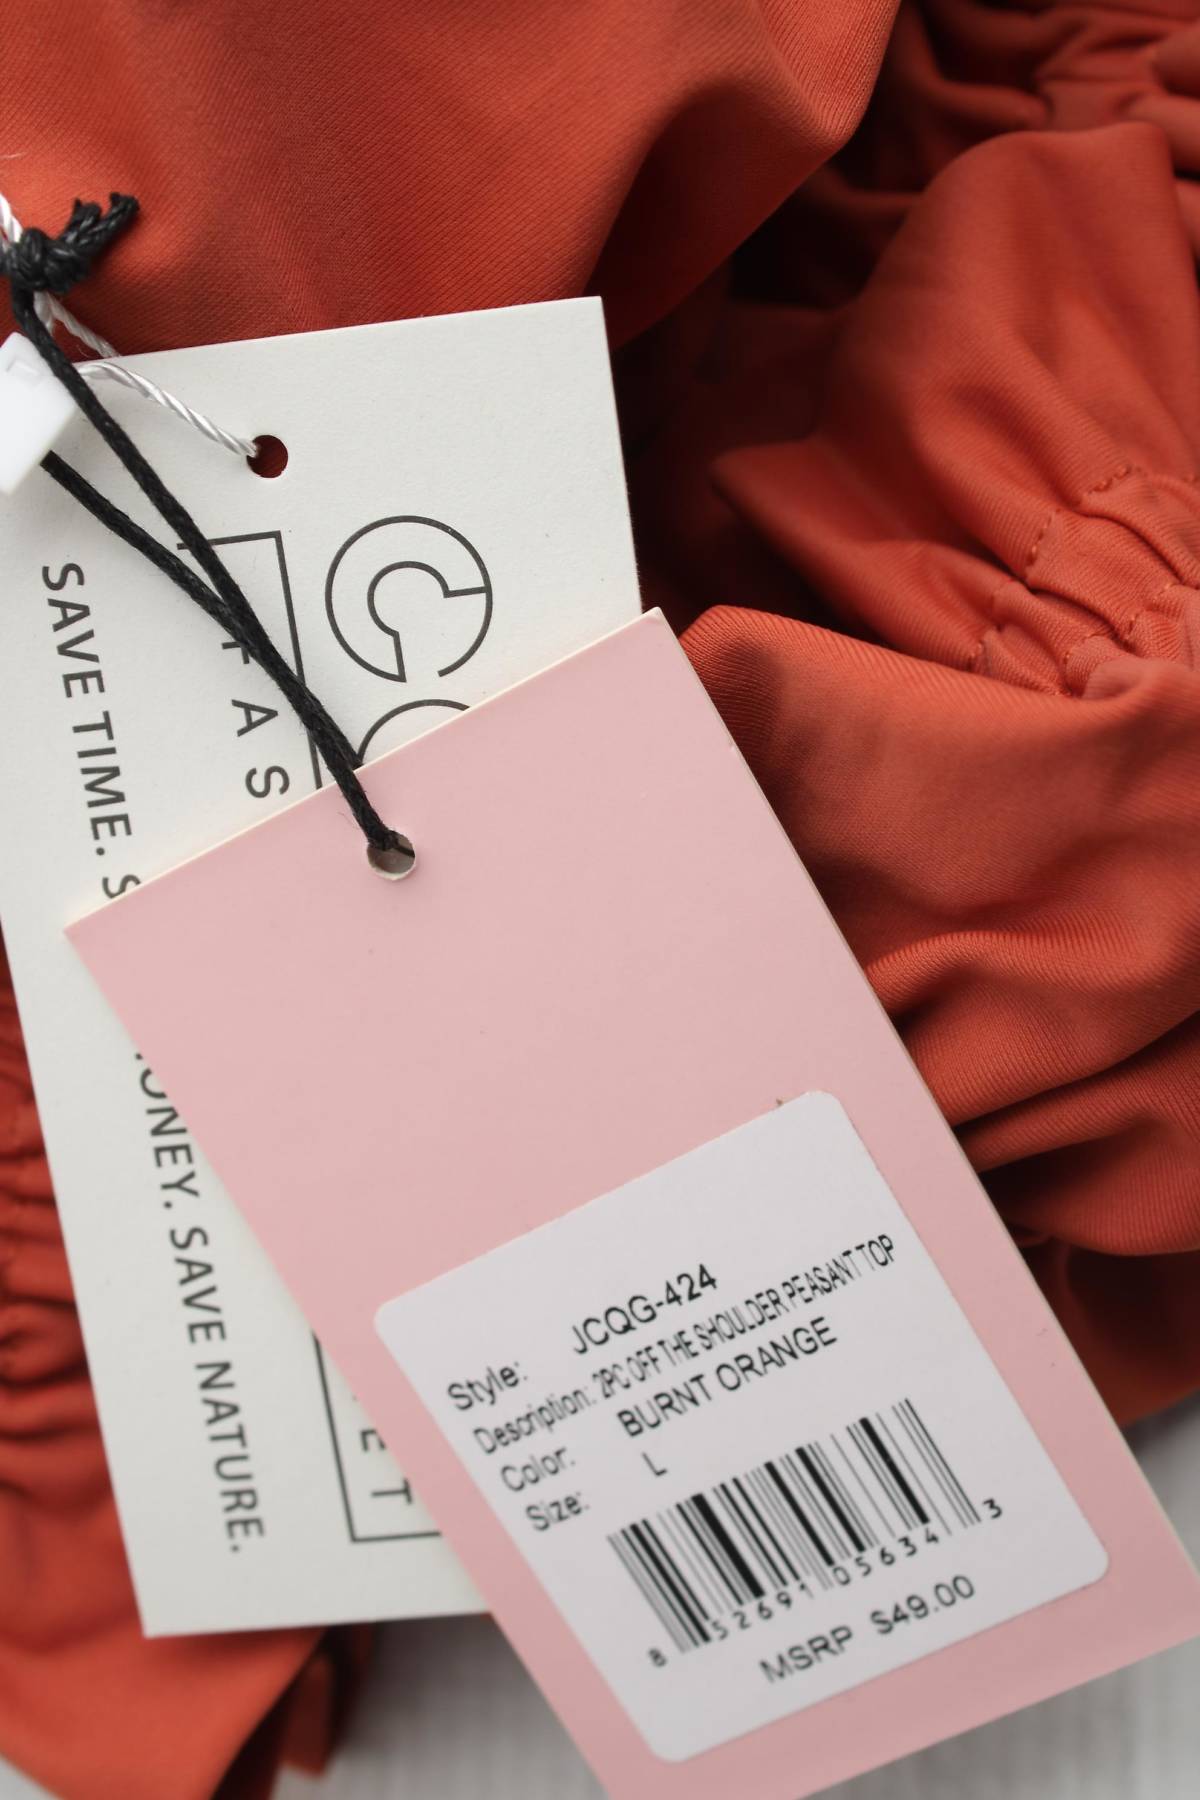 C
F A S
E T
SAVE TIME. S
ONEY. SAVE NATURE.
Style: JCQG-424
Description: 2PC OFF THE SHOULDER PEASANT TOP
Color: BURNT ORANGE
Size: L
8 52691 05634 3
MSRP $49.00